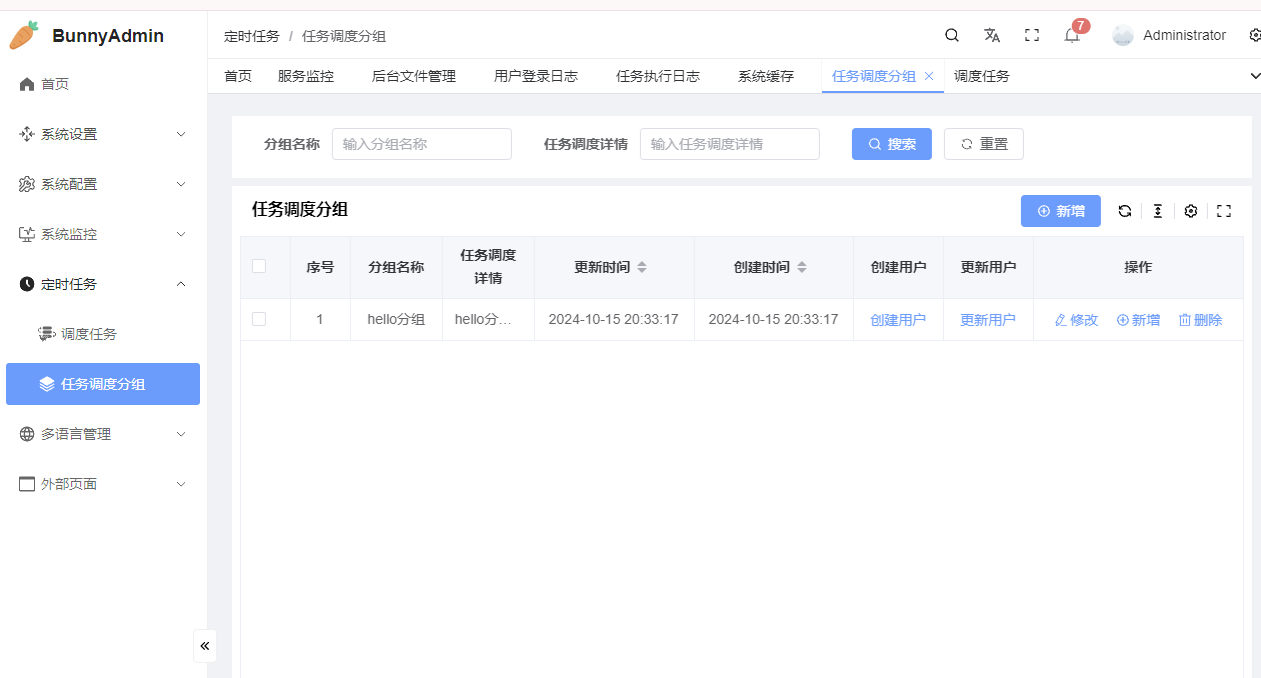 BunnyAdmin
定时任务 / 任务调度分组
7
Administrator
首页 服务监控 后台文件管理 用户登录日志 任务执行日志 系统缓存 任务调度分组 调度任务
首页
系统设置
系统配置
系统监控
定时任务
调度任务
任务调度分组
多语言管理
外部页面
分组名称 输入分组名称 任务调度详情 输入任务调度详情 搜索 重置
任务调度分组 新增
序号 分组名称 任务调度详情 更新时间 创建时间 创建用户 更新用户 操作
1 hello分组 hello分... 2024-10-15 20:33:17 2024-10-15 20:33:17 创建用户 更新用户 修改 新增 删除